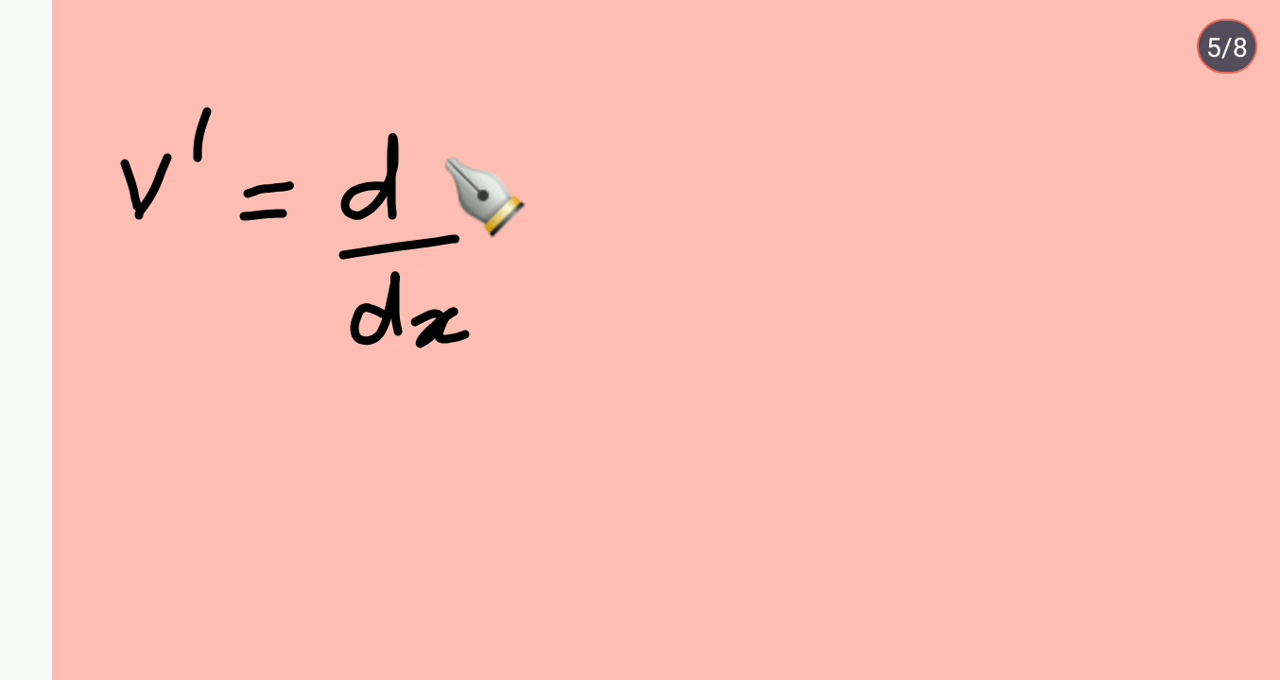 5/8
v' = d
dx